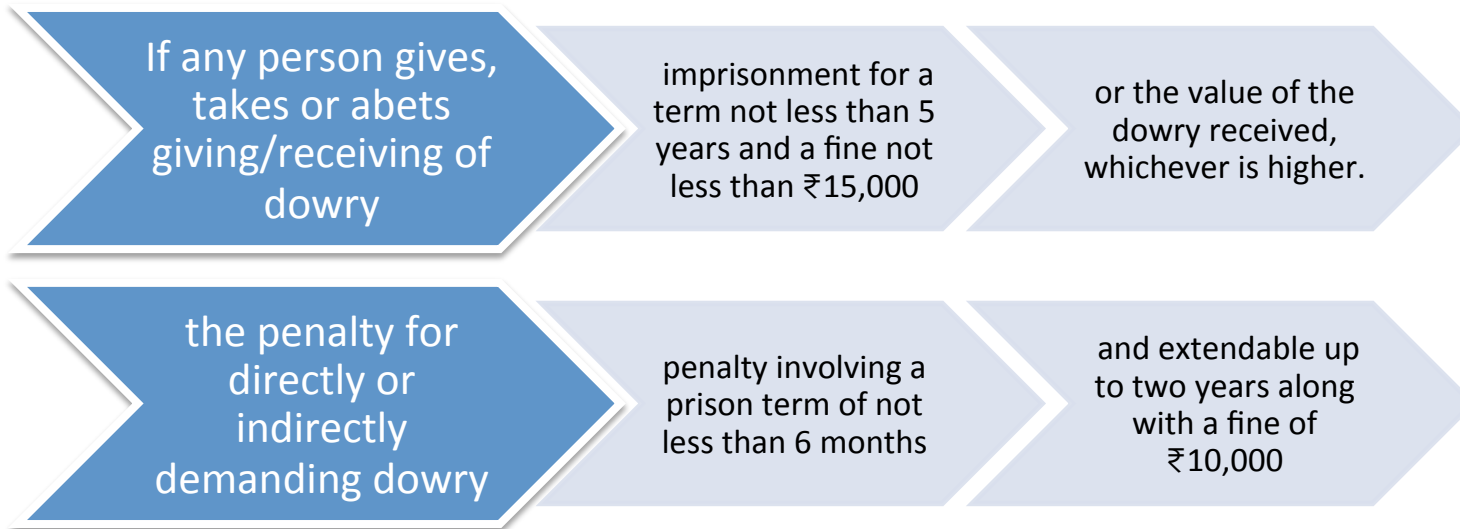 If any person gives,
takes or abets
giving/receiving of
dowry
imprisonment for a
term not less than 5
years and a fine not
less than ₹15,000
or the value of the
dowry received,
whichever is higher.
the penalty for
directly or
indirectly
demanding dowry
penalty involving a
prison term of not
less than 6 months
and extendable up
to two years along
with a fine of
₹10,000